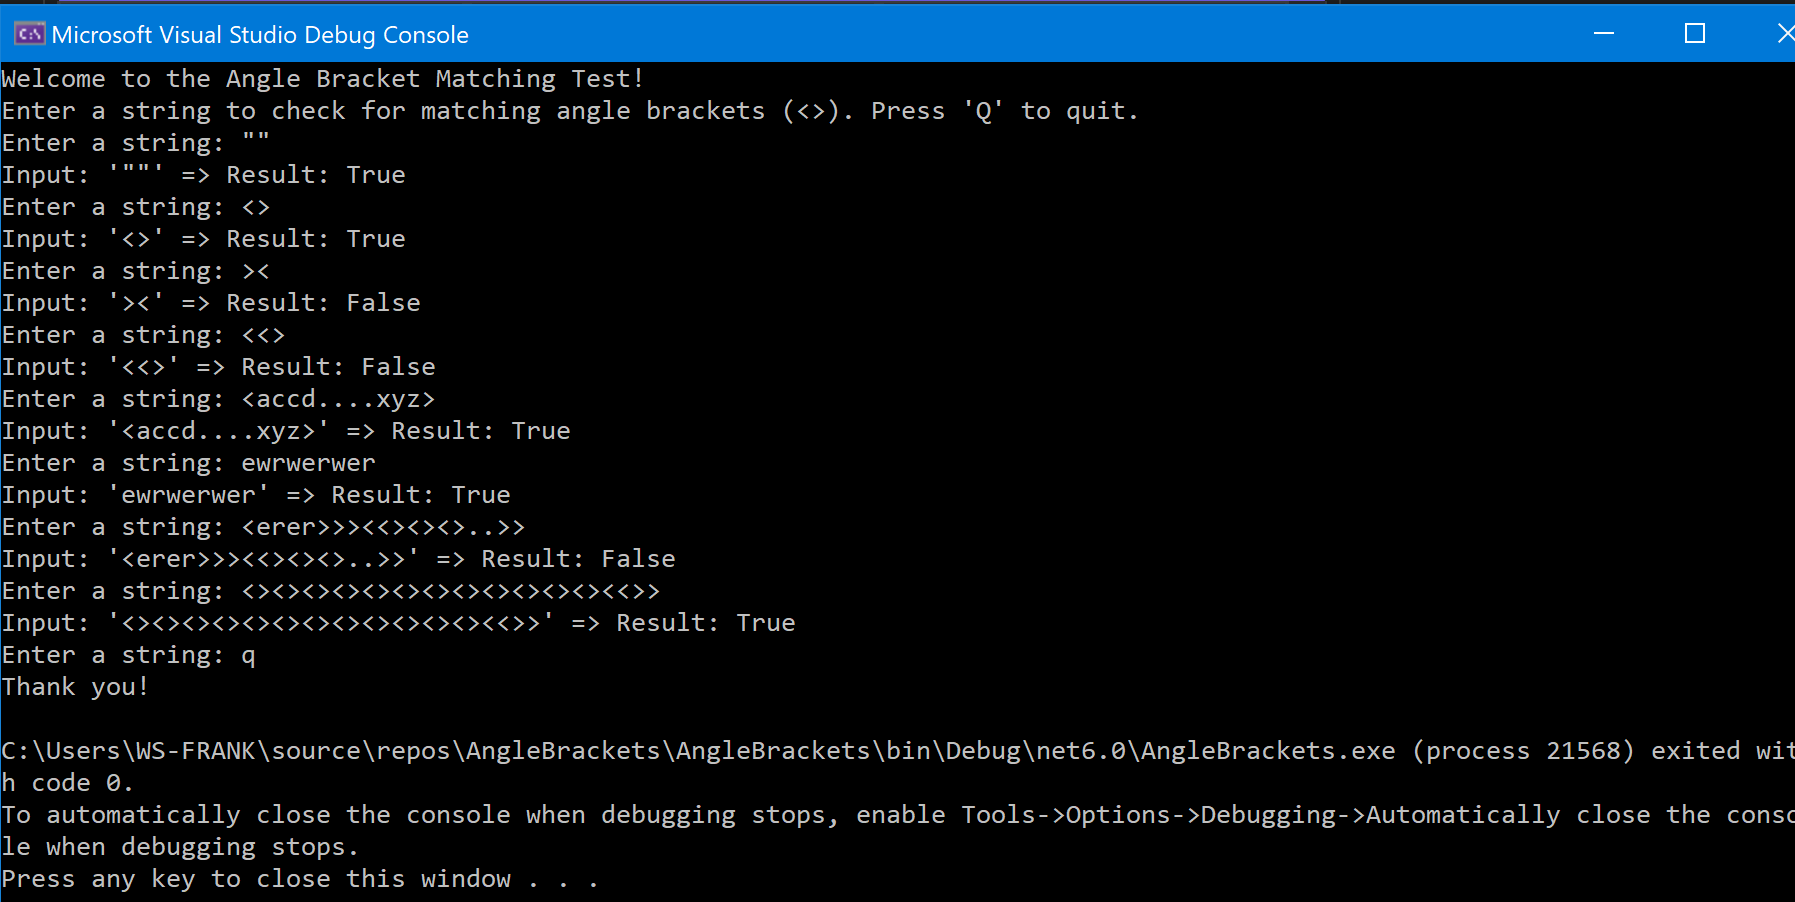 C:\ Microsoft Visual Studio Debug Console
Welcome to the Angle Bracket Matching Test!
Enter a string to check for matching angle brackets (<>). Press 'Q' to quit.
Enter a string: ""
Input: '""' => Result: True
Enter a string: <>
Input: '<>' => Result: True
Enter a string: ><
Input: '><' => Result: False
Enter a string: <<>
Input: '<<>' => Result: False
Enter a string: <accd....xyz>
Input: '<accd....xyz>' => Result: True
Enter a string: ewrwerwer
Input: 'ewrwerwer' => Result: True
Enter a string: <erer>>><<><><>..>>
Input: '<erer>>><<><><>..>>' => Result: False
Enter a string: <><><><><><><><><><><><><<>>
Input: '<><><><><><><><><><><><><<>>' => Result: True
Enter a string: q
Thank you!
C:\Users\WS-FRANK\source\repos\AngleBrackets\AngleBrackets\bin\Debug\net6.0\AngleBrackets.exe (process 21568) exited wit
h code 0.
To automatically close the console when debugging stops, enable Tools->Options->Debugging->Automatically close the conso
le when debugging stops.
Press any key to close this window . . .